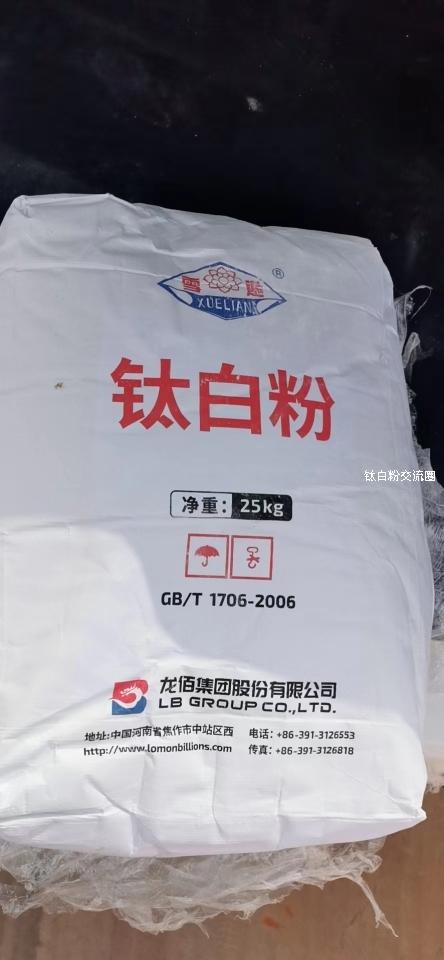 雪莲
®
XUELIAN
钛白粉
钛白粉交流圈
净重：25kg
GB/T 1706-2006
龙佰集团股份有限公司
LB GROUP CO.,LTD.
地址:中国河南省焦作市中站区西 电话：+86-391-3126553
http://www.lomonbillions.com 传真：+86-391-3126818